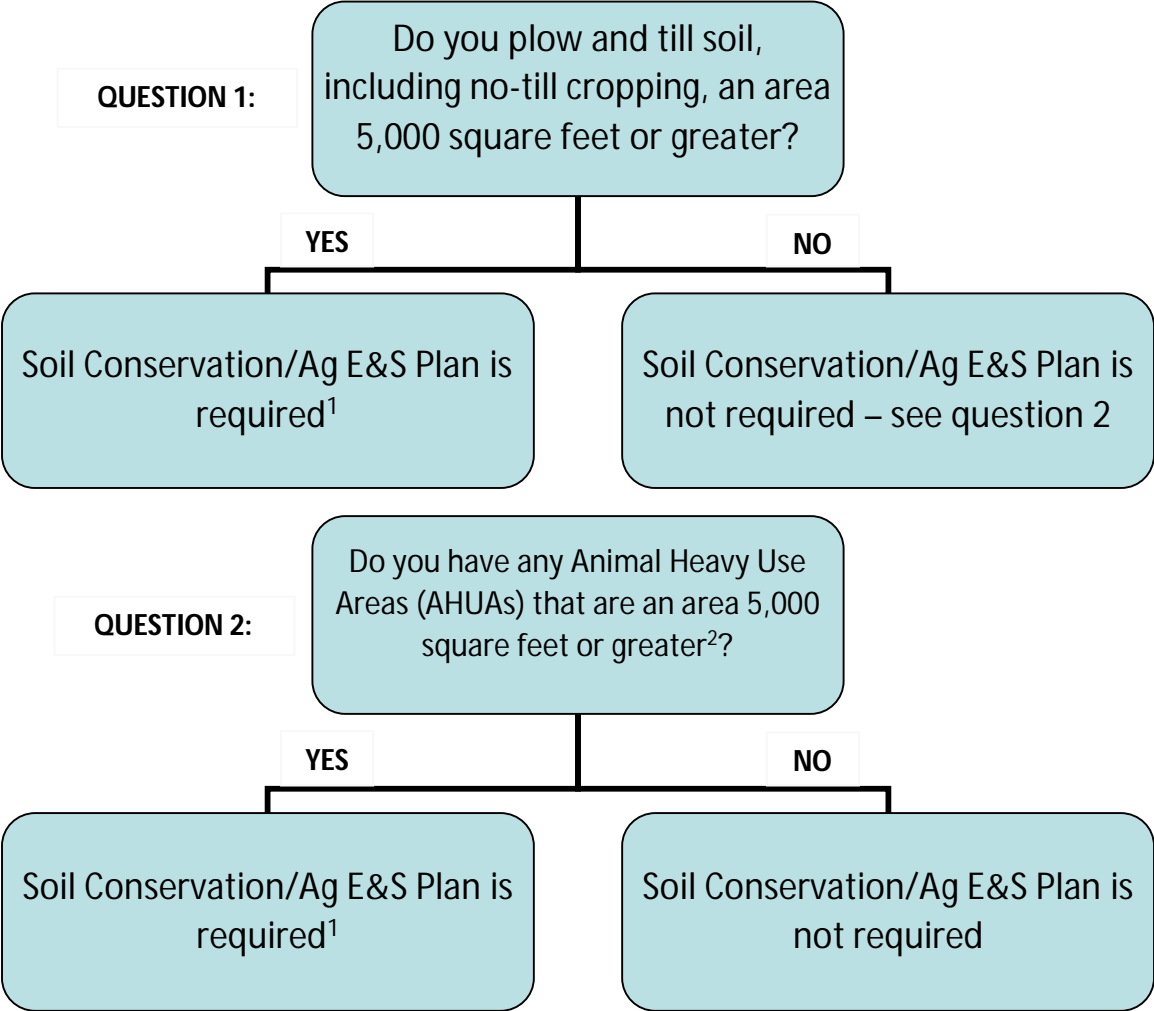 QUESTION 1:
Do you plow and till soil,
including no-till cropping, an area
5,000 square feet or greater?
YES
NO
Soil Conservation/Ag E&S Plan is
required¹
Soil Conservation/Ag E&S Plan is
not required – see question 2
QUESTION 2:
Do you have any Animal Heavy Use
Areas (AHUAs) that are an area 5,000
square feet or greater²?
YES
NO
Soil Conservation/Ag E&S Plan is
required¹
Soil Conservation/Ag E&S Plan is
not required